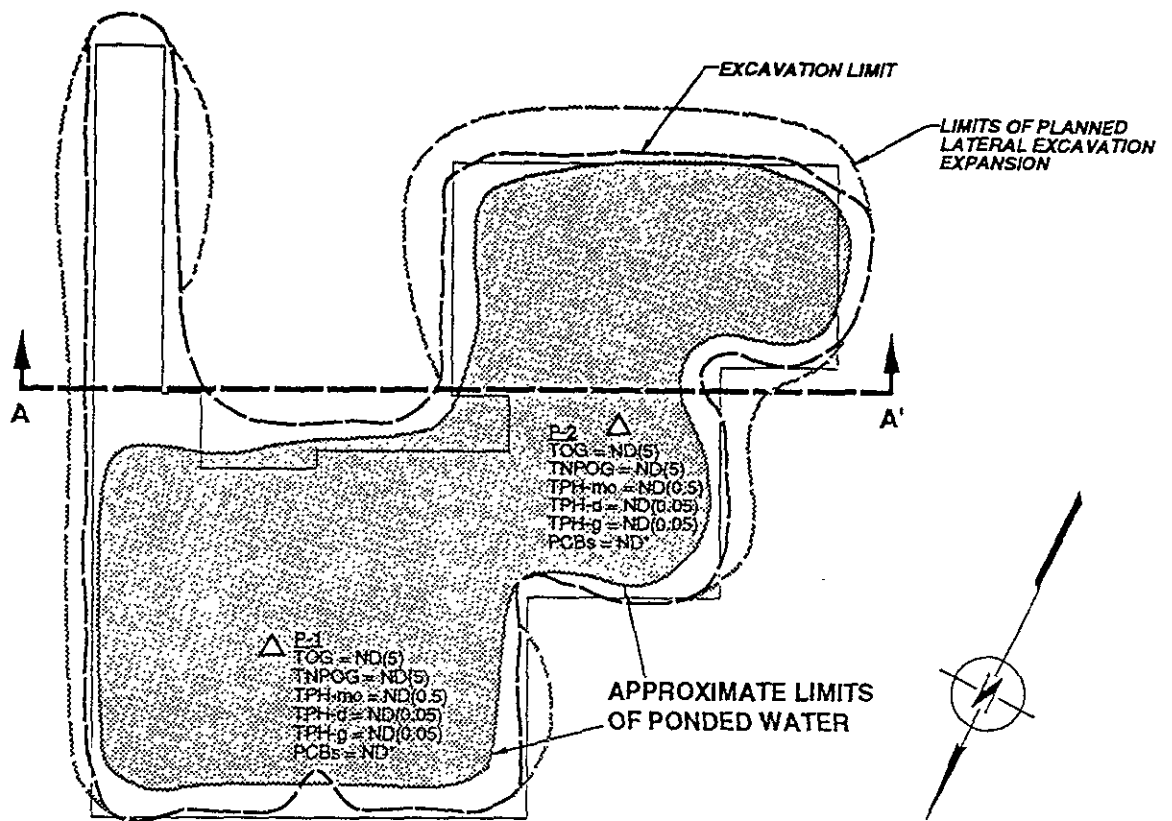 EXCAVATION LIMIT
LIMITS OF PLANNED
LATERAL EXCAVATION
EXPANSION
A
A'
P-2
TOG = ND(5)
TNPOG = ND(5)
TPH-mo = ND(0.5)
TPH-d = ND(0.05)
TPH-g = ND(0.05)
PCBs = ND*
P-1
TOG = ND(5)
TNPOG = ND(5)
TPH-mo = ND(0.5)
TPH-d = ND(0.05)
TPH-g = ND(0.05)
PCBs = ND*
APPROXIMATE LIMITS
OF PONDED WATER